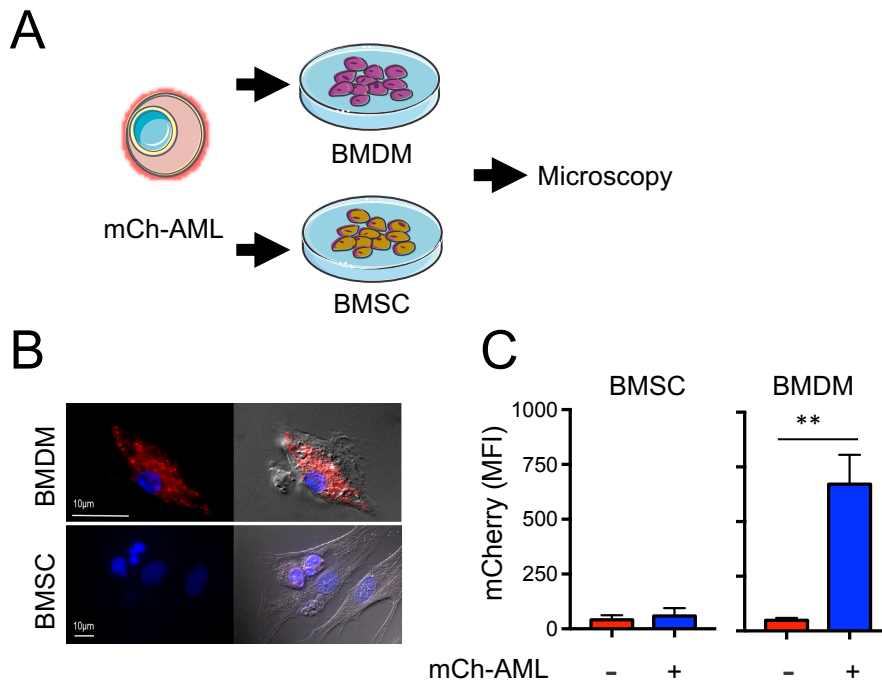 A
BMDM
mCh-AML
Microscopy
BMSC
B
BMDM
10µm
BMSC
10µm
C
BMSC
BMDM
mCherry (MFI)
1000
750
500
250
0
**
mCh-AML - + - +